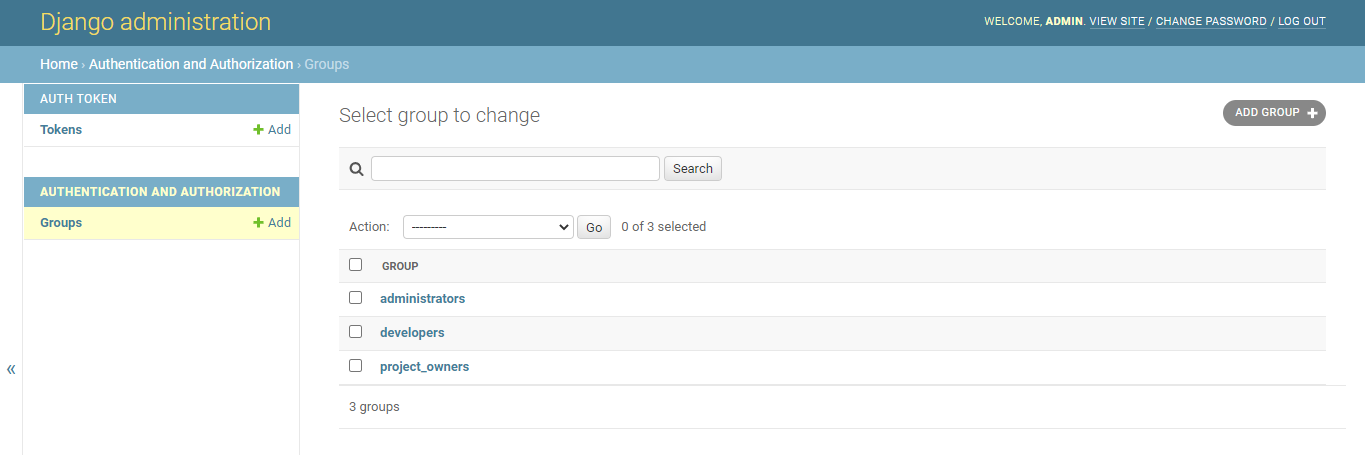 Django administration
WELCOME, ADMIN. VIEW SITE / CHANGE PASSWORD / LOG OUT
Home › Authentication and Authorization › Groups
AUTH TOKEN
Tokens
+ Add
AUTHENTICATION AND AUTHORIZATION
Groups
+ Add
«
Select group to change
ADD GROUP +
Search
Action:
---------
Go
0 of 3 selected
GROUP
administrators
developers
project_owners
3 groups